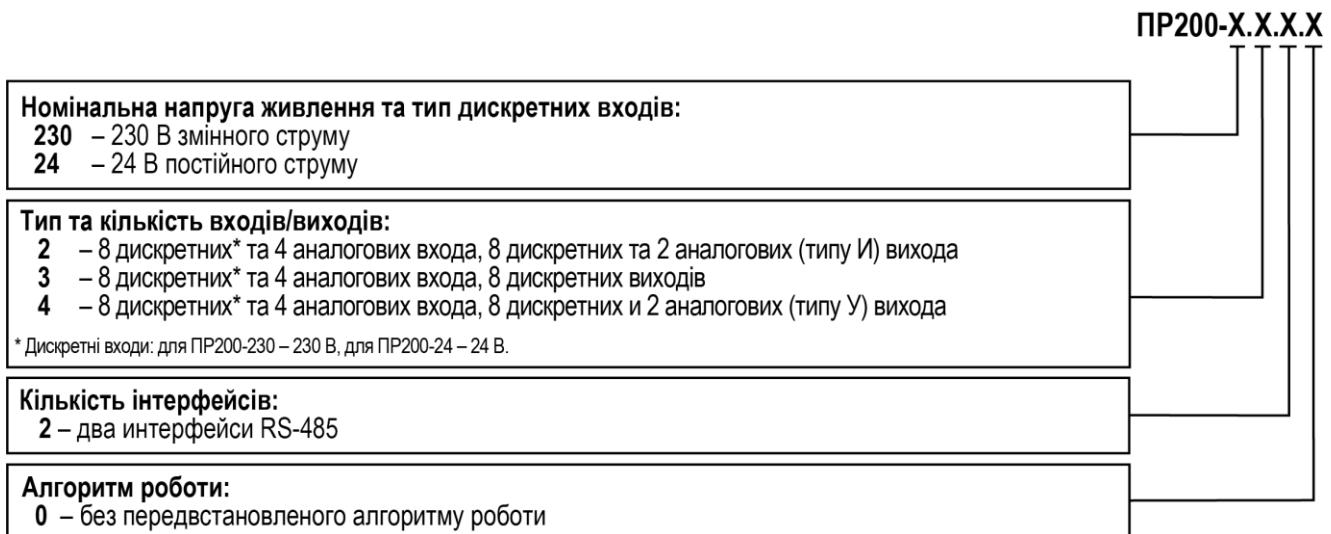 ПР200-Х.Х.Х.Х
Номінальна напруга живлення та тип дискретних входів:
230 – 230 В змінного струму
24 – 24 В постійного струму
Тип та кількість входів/виходів:
2 – 8 дискретних* та 4 аналогових входа, 8 дискретних та 2 аналогових (типу И) вихода
3 – 8 дискретних* та 4 аналогових входа, 8 дискретних виходів
4 – 8 дискретних* та 4 аналогових входа, 8 дискретних и 2 аналогових (типу У) вихода
* Дискретні входи: для ПР200-230 – 230 В, для ПР200-24 – 24 В.
Кількість інтерфейсів:
2 – два интерфейси RS-485
Алгоритм роботи:
0 – без передвстановленого алгоритму роботи